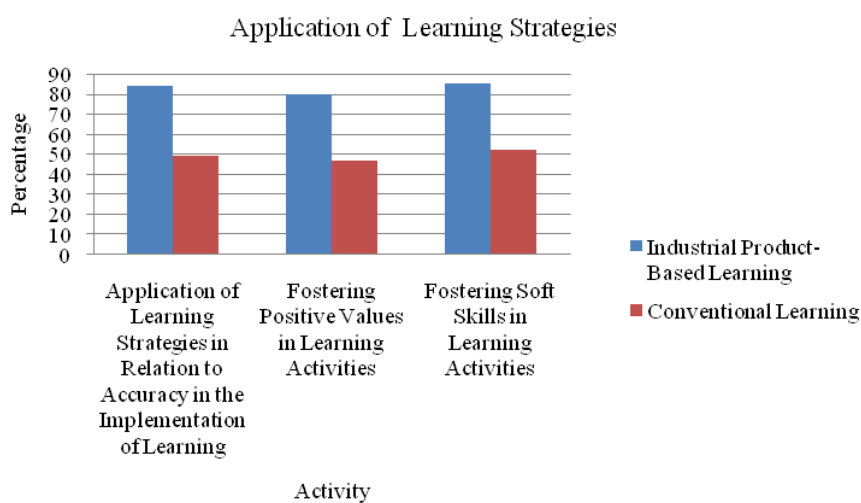 Application of Learning Strategies
Percentage
90
80
70
60
50
40
30
20
10
0
Application of
Learning
Strategies in
Relation to
Accuracy in the
Implementation
of Learning
Fostering
Positive Values
in Learning
Activities
Fostering Soft
Skills in
Learning
Activities
Activity
Industrial Product-
Based Learning
Conventional Learning